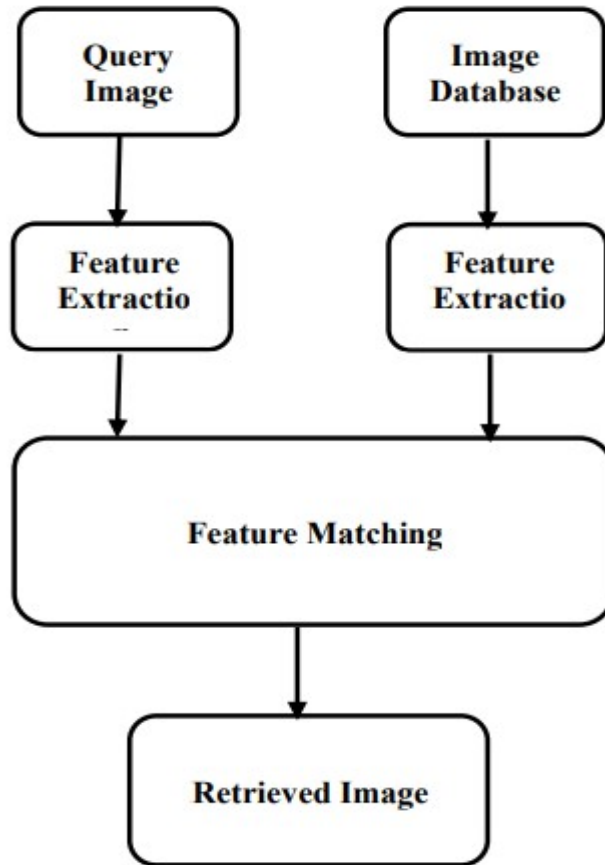 Query
Image
Image
Database
Feature
Extractio
Feature
Extractio
Feature Matching
Retrieved Image